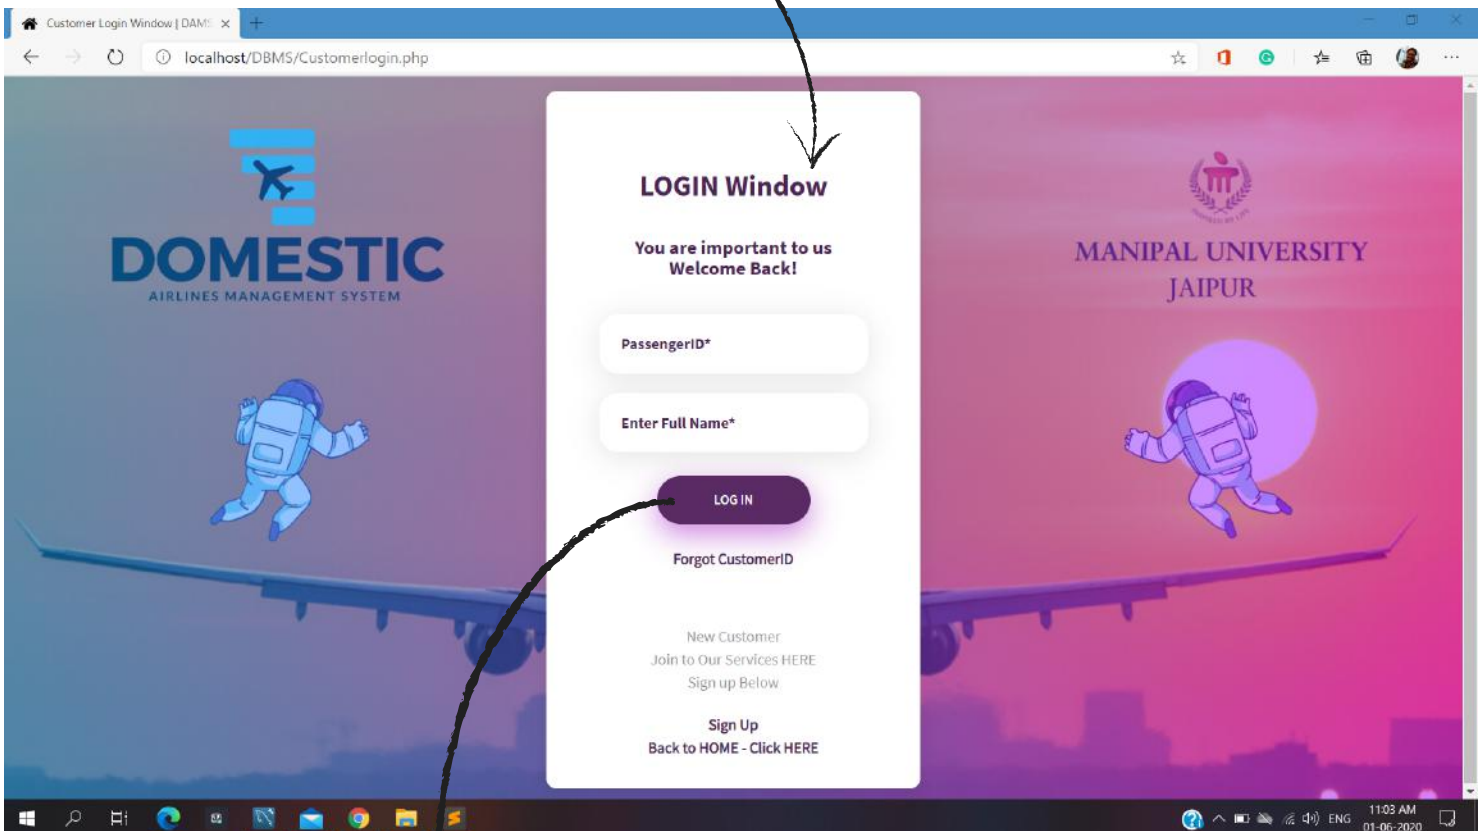 Customer Login Window | DAMS
localhost/DBMS/Customerlogin.php
DOMESTIC
AIRLINES MANAGEMENT SYSTEM
LOGIN Window
You are important to us
Welcome Back!
PassengerID*
Enter Full Name*
LOG IN
Forgot CustomerID
New Customer
Join to Our Services HERE
Sign up Below
Sign Up
Back to HOME - Click HERE
MANIPAL UNIVERSITY
JAIPUR
ENG
11:03 AM
01-06-2020